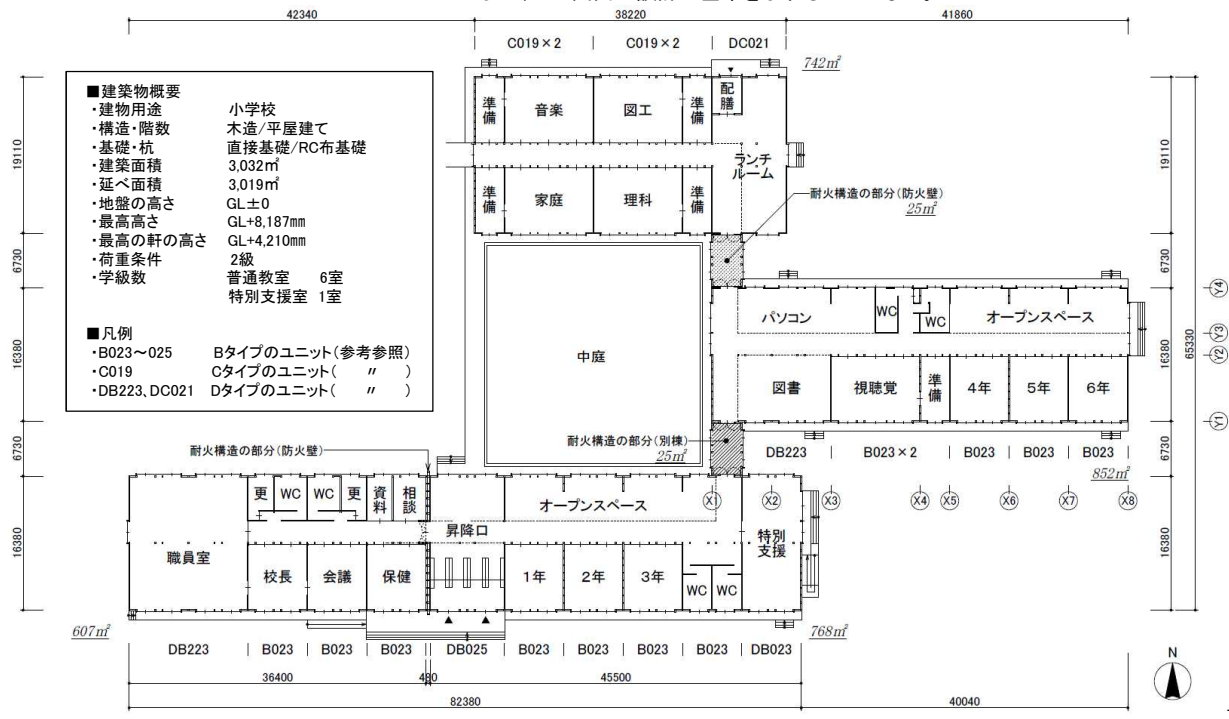 42340
38220
41860
C019×2
C019×2
DC021
742㎡
■建築物概要
・建物用途 小学校
・構造・階数 木造/平屋建て
・基礎・杭 直接基礎/RC布基礎
・建築面積 3,032㎡
・延べ面積 3,019㎡
・地盤の高さ GL±0
・最高高さ GL+8,187mm
・最高の軒の高さ GL+4,210mm
・荷重条件 2級
・学級数 普通教室 6室
特別支援室 1室
■凡例
・B023～025 Bタイプのユニット(参考参照)
・C019 Cタイプのユニット( 〃 )
・DB223、DC021 Dタイプのユニット( 〃 )
19110
6730
16380
6730
16380
準備
音楽
図工
準備
配膳
ランチルーム
準備
家庭
理科
準備
耐火構造の部分(防火壁)
25㎡
19110
6730
16380
6730
16380
65330
Y4
Y3
Y2
Y1
中庭
パソコン
WC
WC
オープンスペース
図書
視聴覚
準備
4年
5年
6年
耐火構造の部分(別棟)
25㎡
DB223
B023×2
B023
B023
B023
852㎡
X1
X2
X3
X4
X5
X6
X7
X8
耐火構造の部分(防火壁)
更
WC
WC
更
資料
相談
オープンスペース
昇降口
特別支援
職員室
校長
会議
保健
1年
2年
3年
WC
WC
607㎡
768㎡
DB223
B023
B023
B023
DB025
B023
B023
B023
B023
DB023
36400
480
45500
82380
40040
N